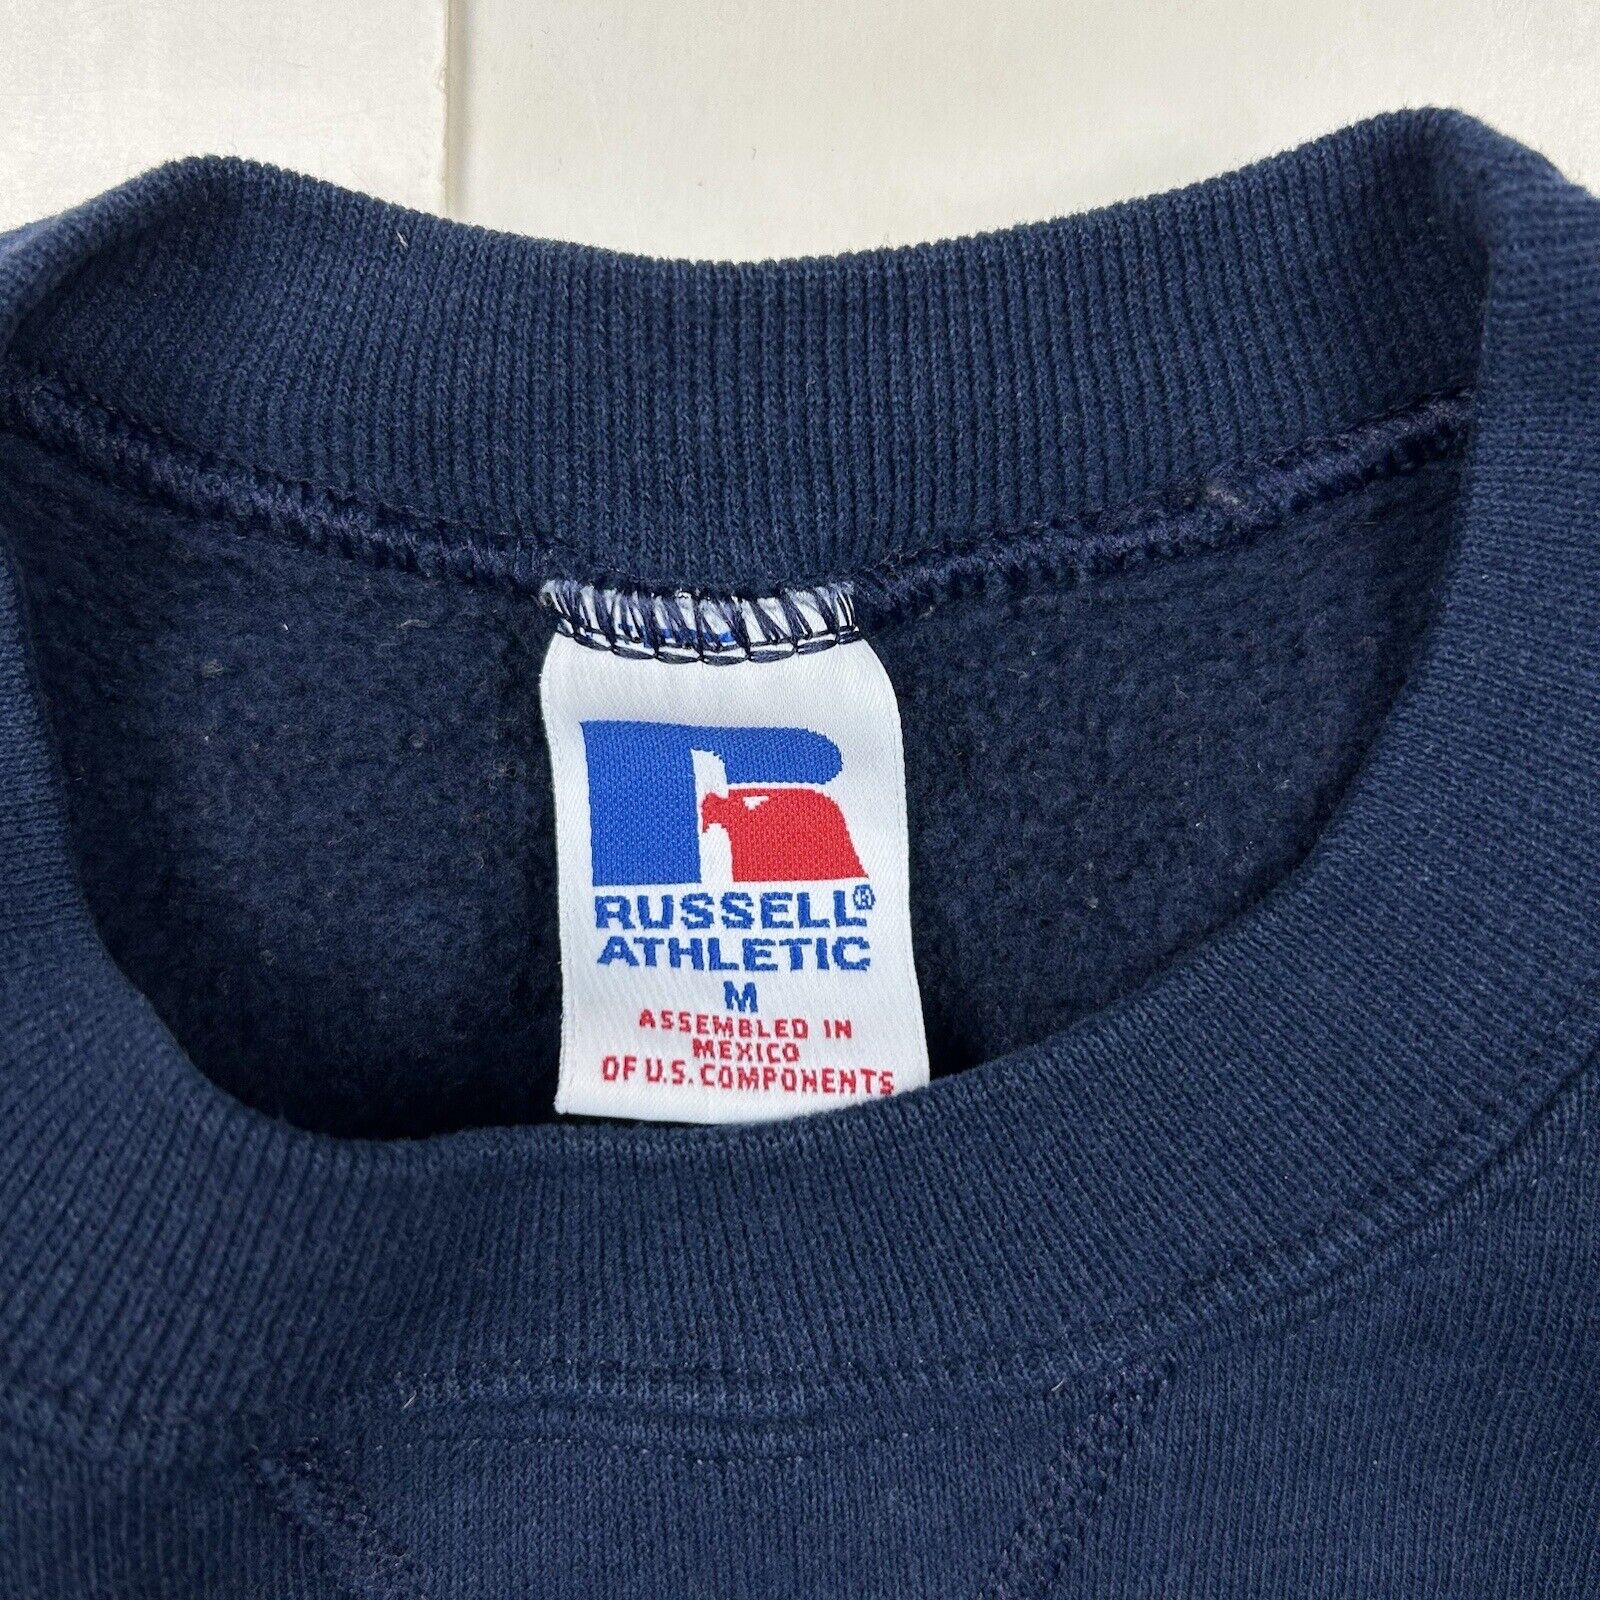 RUSSELL®
ATHLETIC
M
ASSEMBLED IN
MEXICO
OF U.S. COMPONENTS